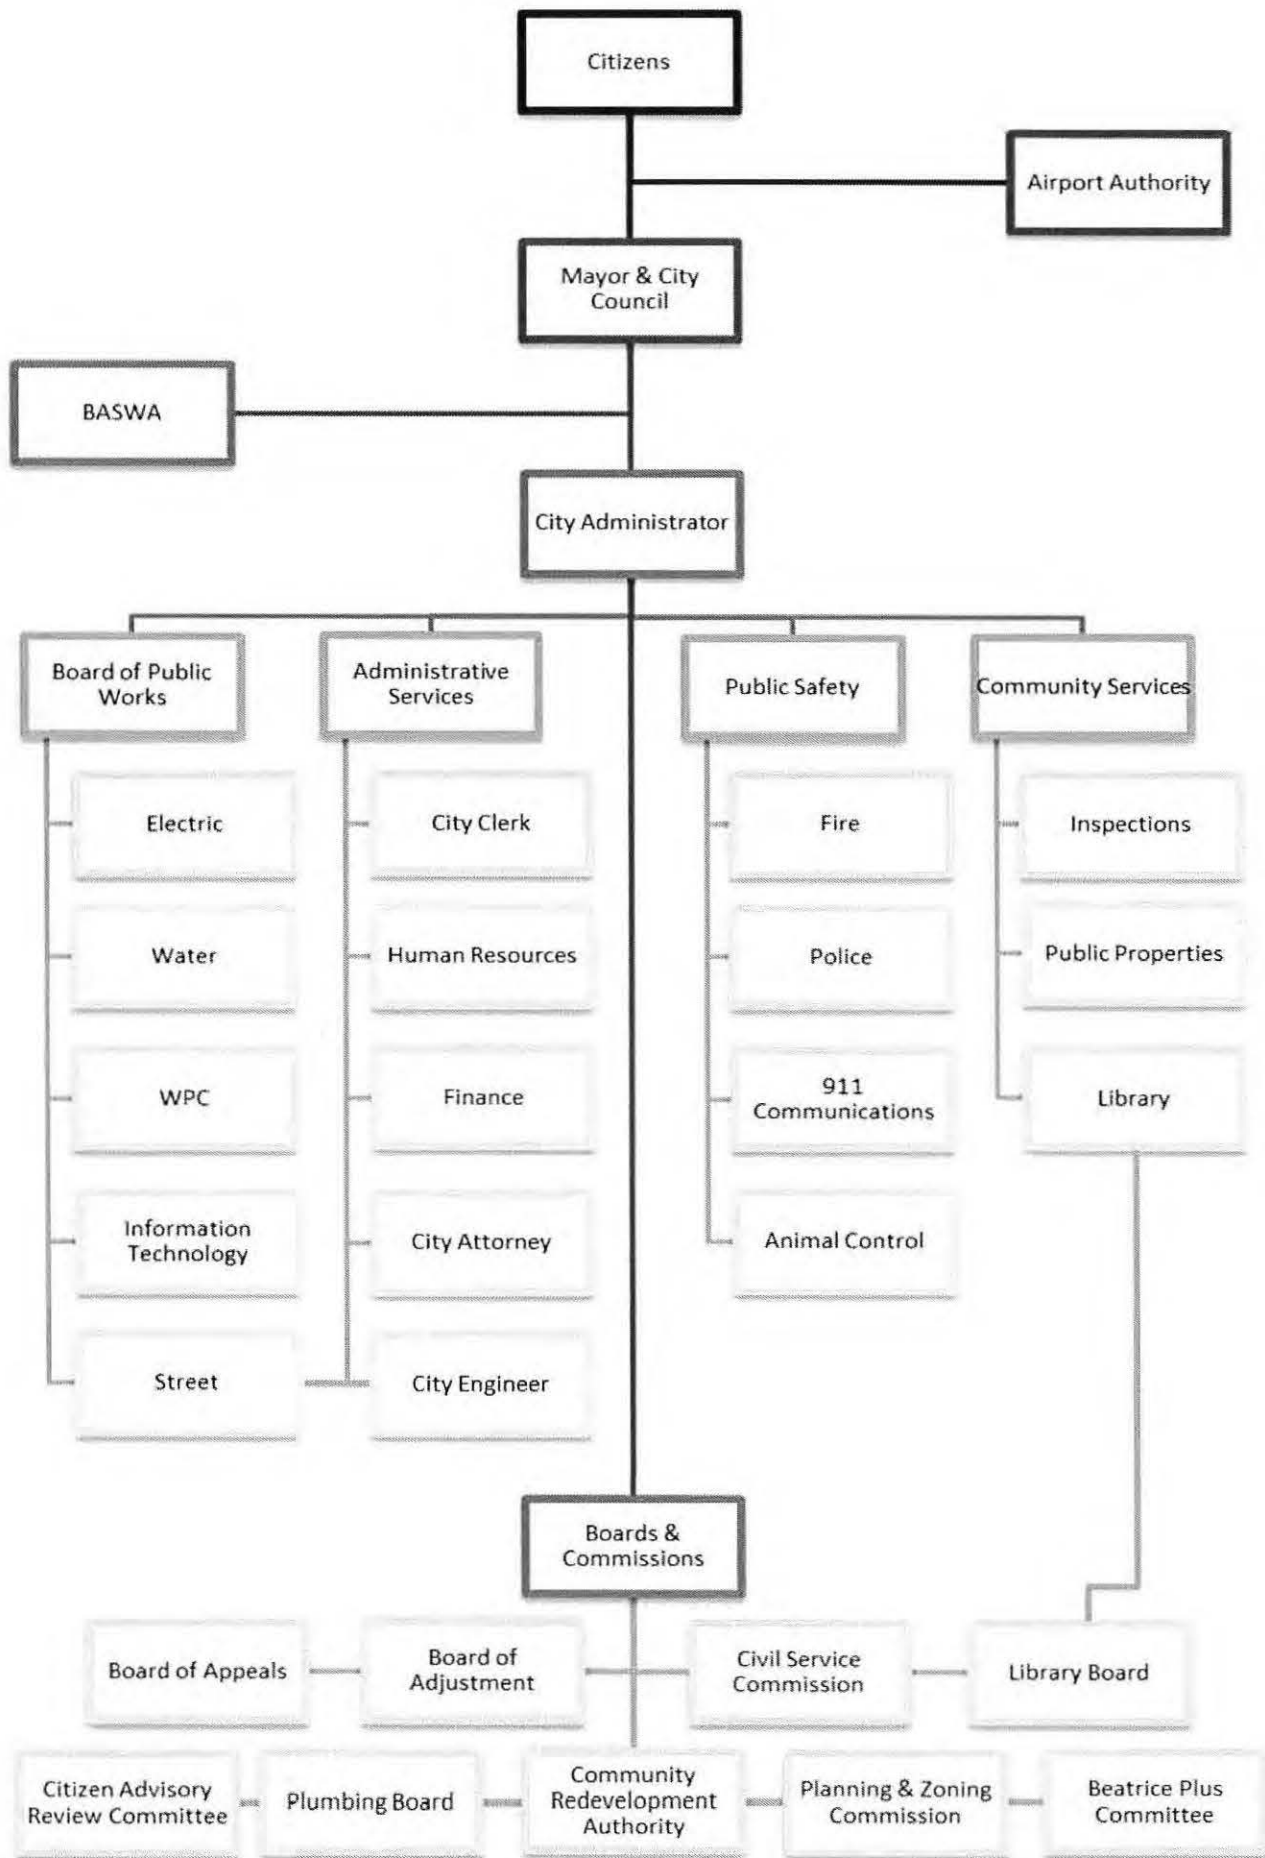 Citizens
Airport Authority
Mayor & City
Council
BASWA
City Administrator
Board of Public
Works
Administrative
Services
Public Safety
Community Services
Electric
City Clerk
Fire
Inspections
Water
Human Resources
Police
Public Properties
WPC
Finance
911
Communications
Library
Information
Technology
City Attorney
Animal Control
Street
City Engineer
Boards &
Commissions
Board of Appeals
Board of
Adjustment
Civil Service
Commission
Library Board
Citizen Advisory
Review Committee
Plumbing Board
Community
Redevelopment
Authority
Planning & Zoning
Commission
Beatrice Plus
Committee